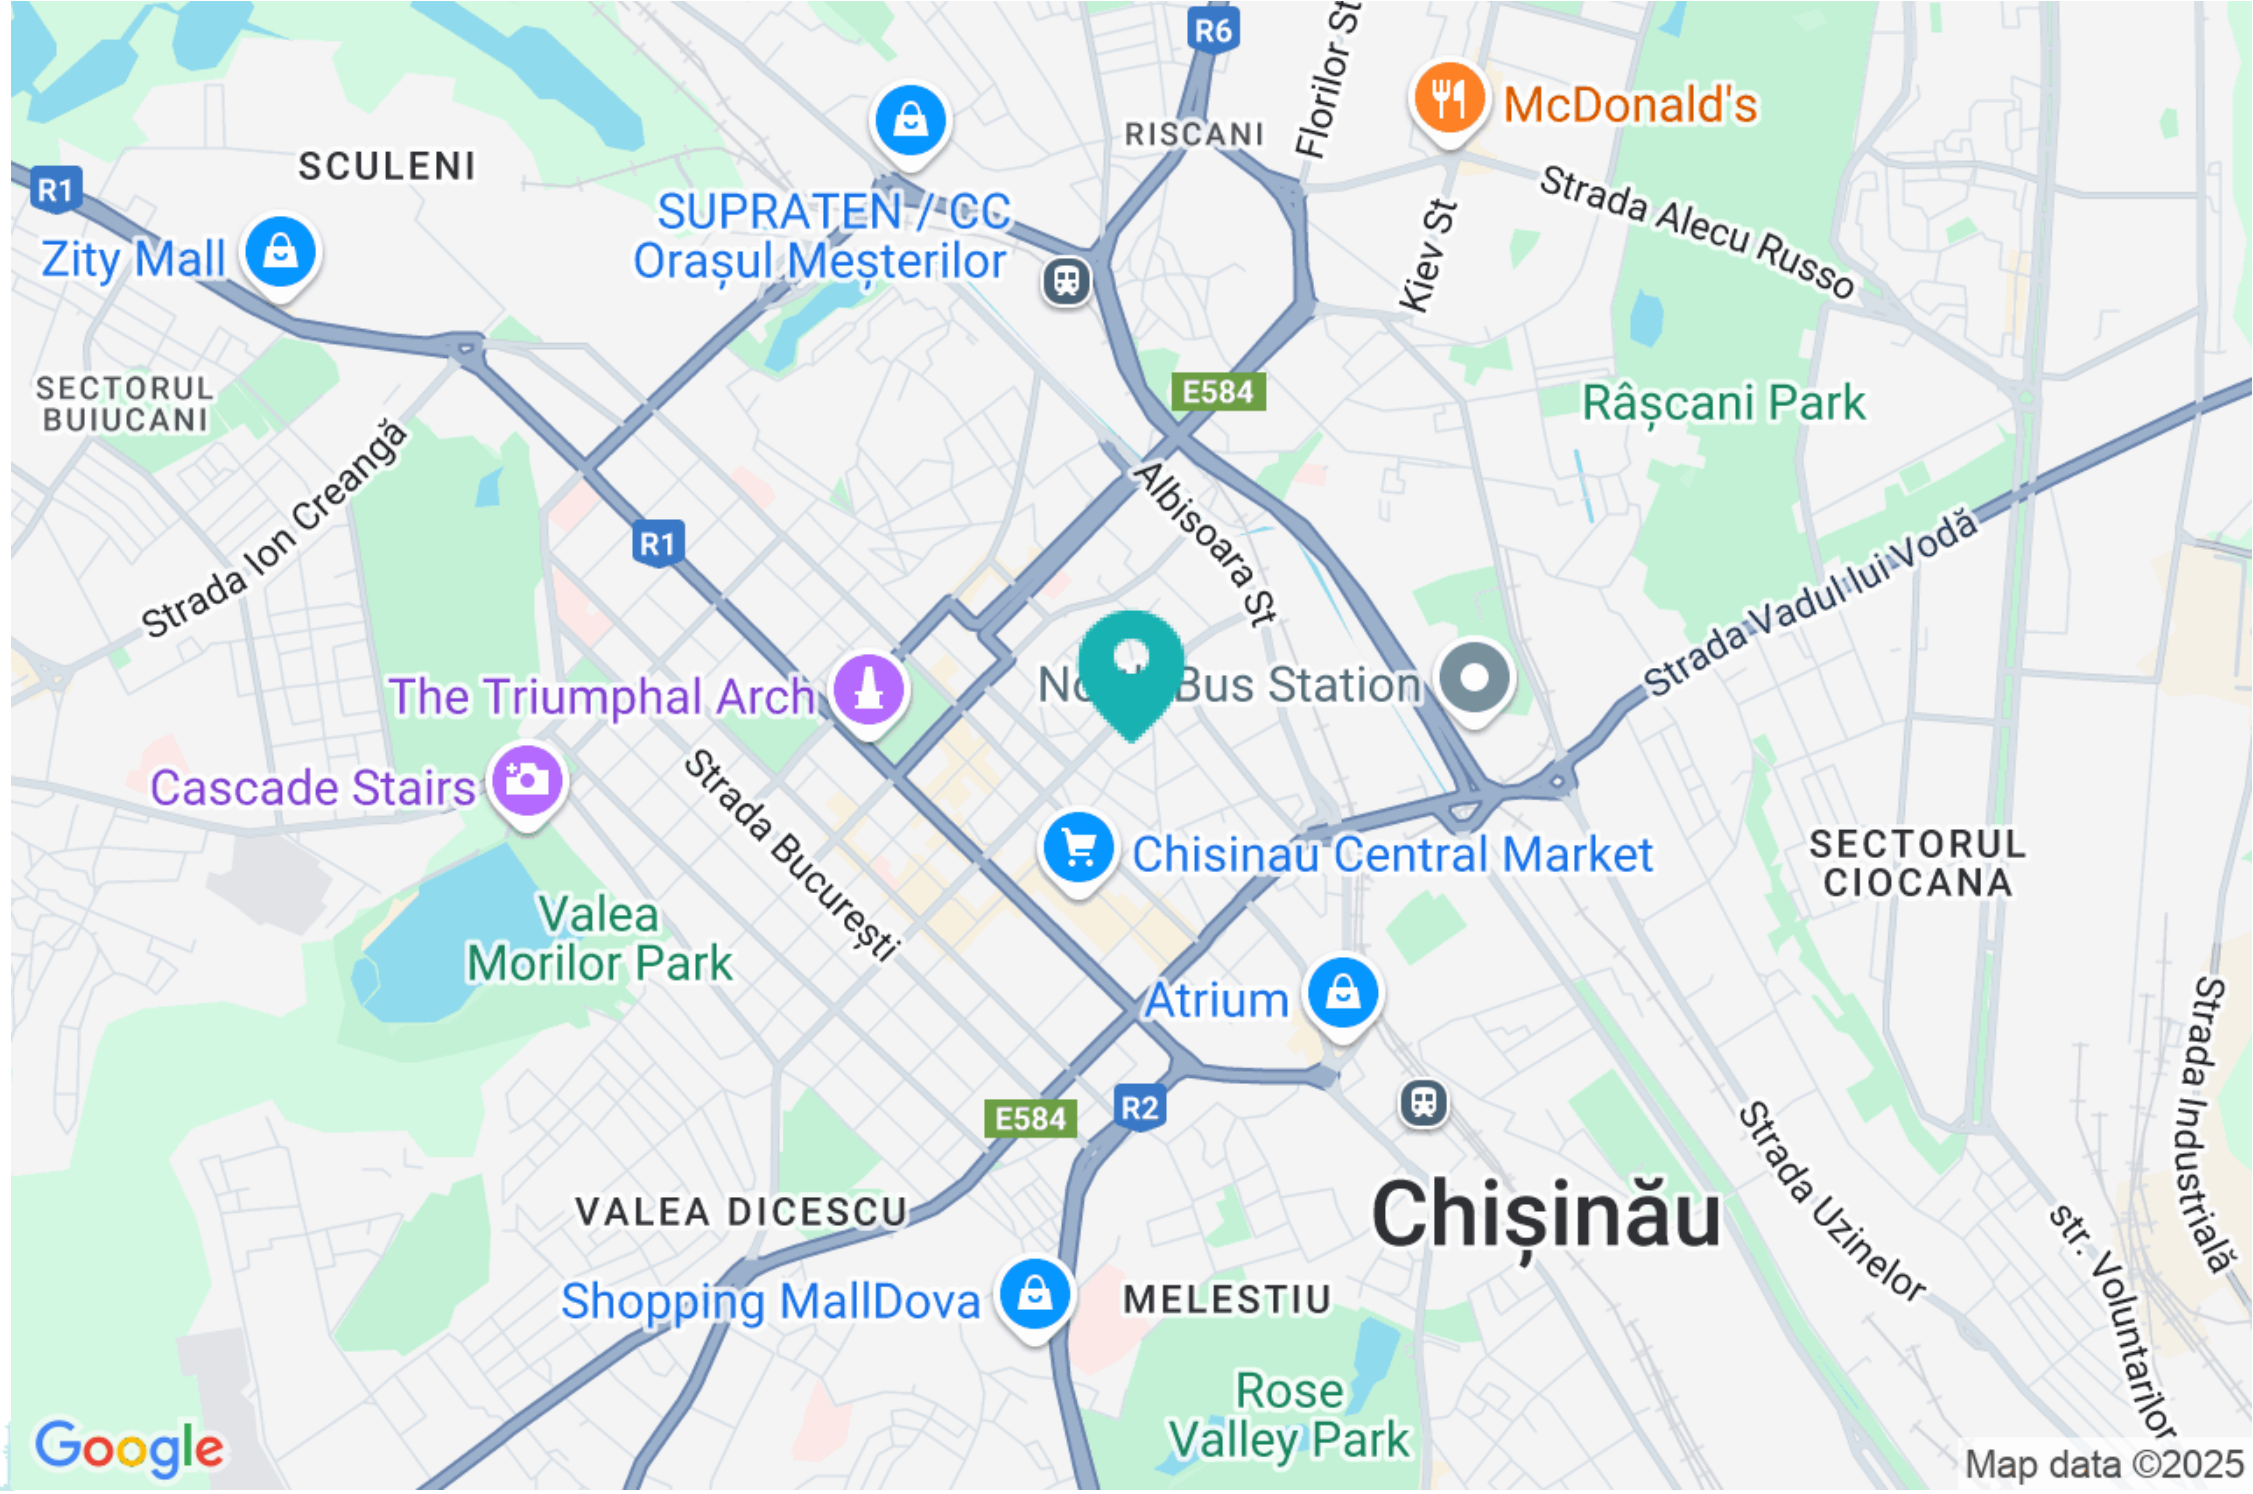 R6
Florilor St
McDonald's
RISCANI
SCULENI
R1
Strada Alecu Russo
SUPRATEN / CC
Orașul Meșterilor
Zity Mall
Kiev St
E584
SECTORUL
BUIUCANI
Râșcani Park
Strada Ion Creangă
Albisoara St
R1
Strada Vadul lui Vodă
Bus Station
The Triumphal Arch
Cascade Stairs
Strada București
Chisinau Central Market
SECTORUL
CIOCANA
Valea
Morilor Park
Atrium
Strada Industrială
E584
R2
Strada Uzinelor
VALEA DICESCU
Chișinău
str. Voluntarilor
Shopping MallDova
MELESTIU
Rose
Valley Park
Google
Map data ©2025